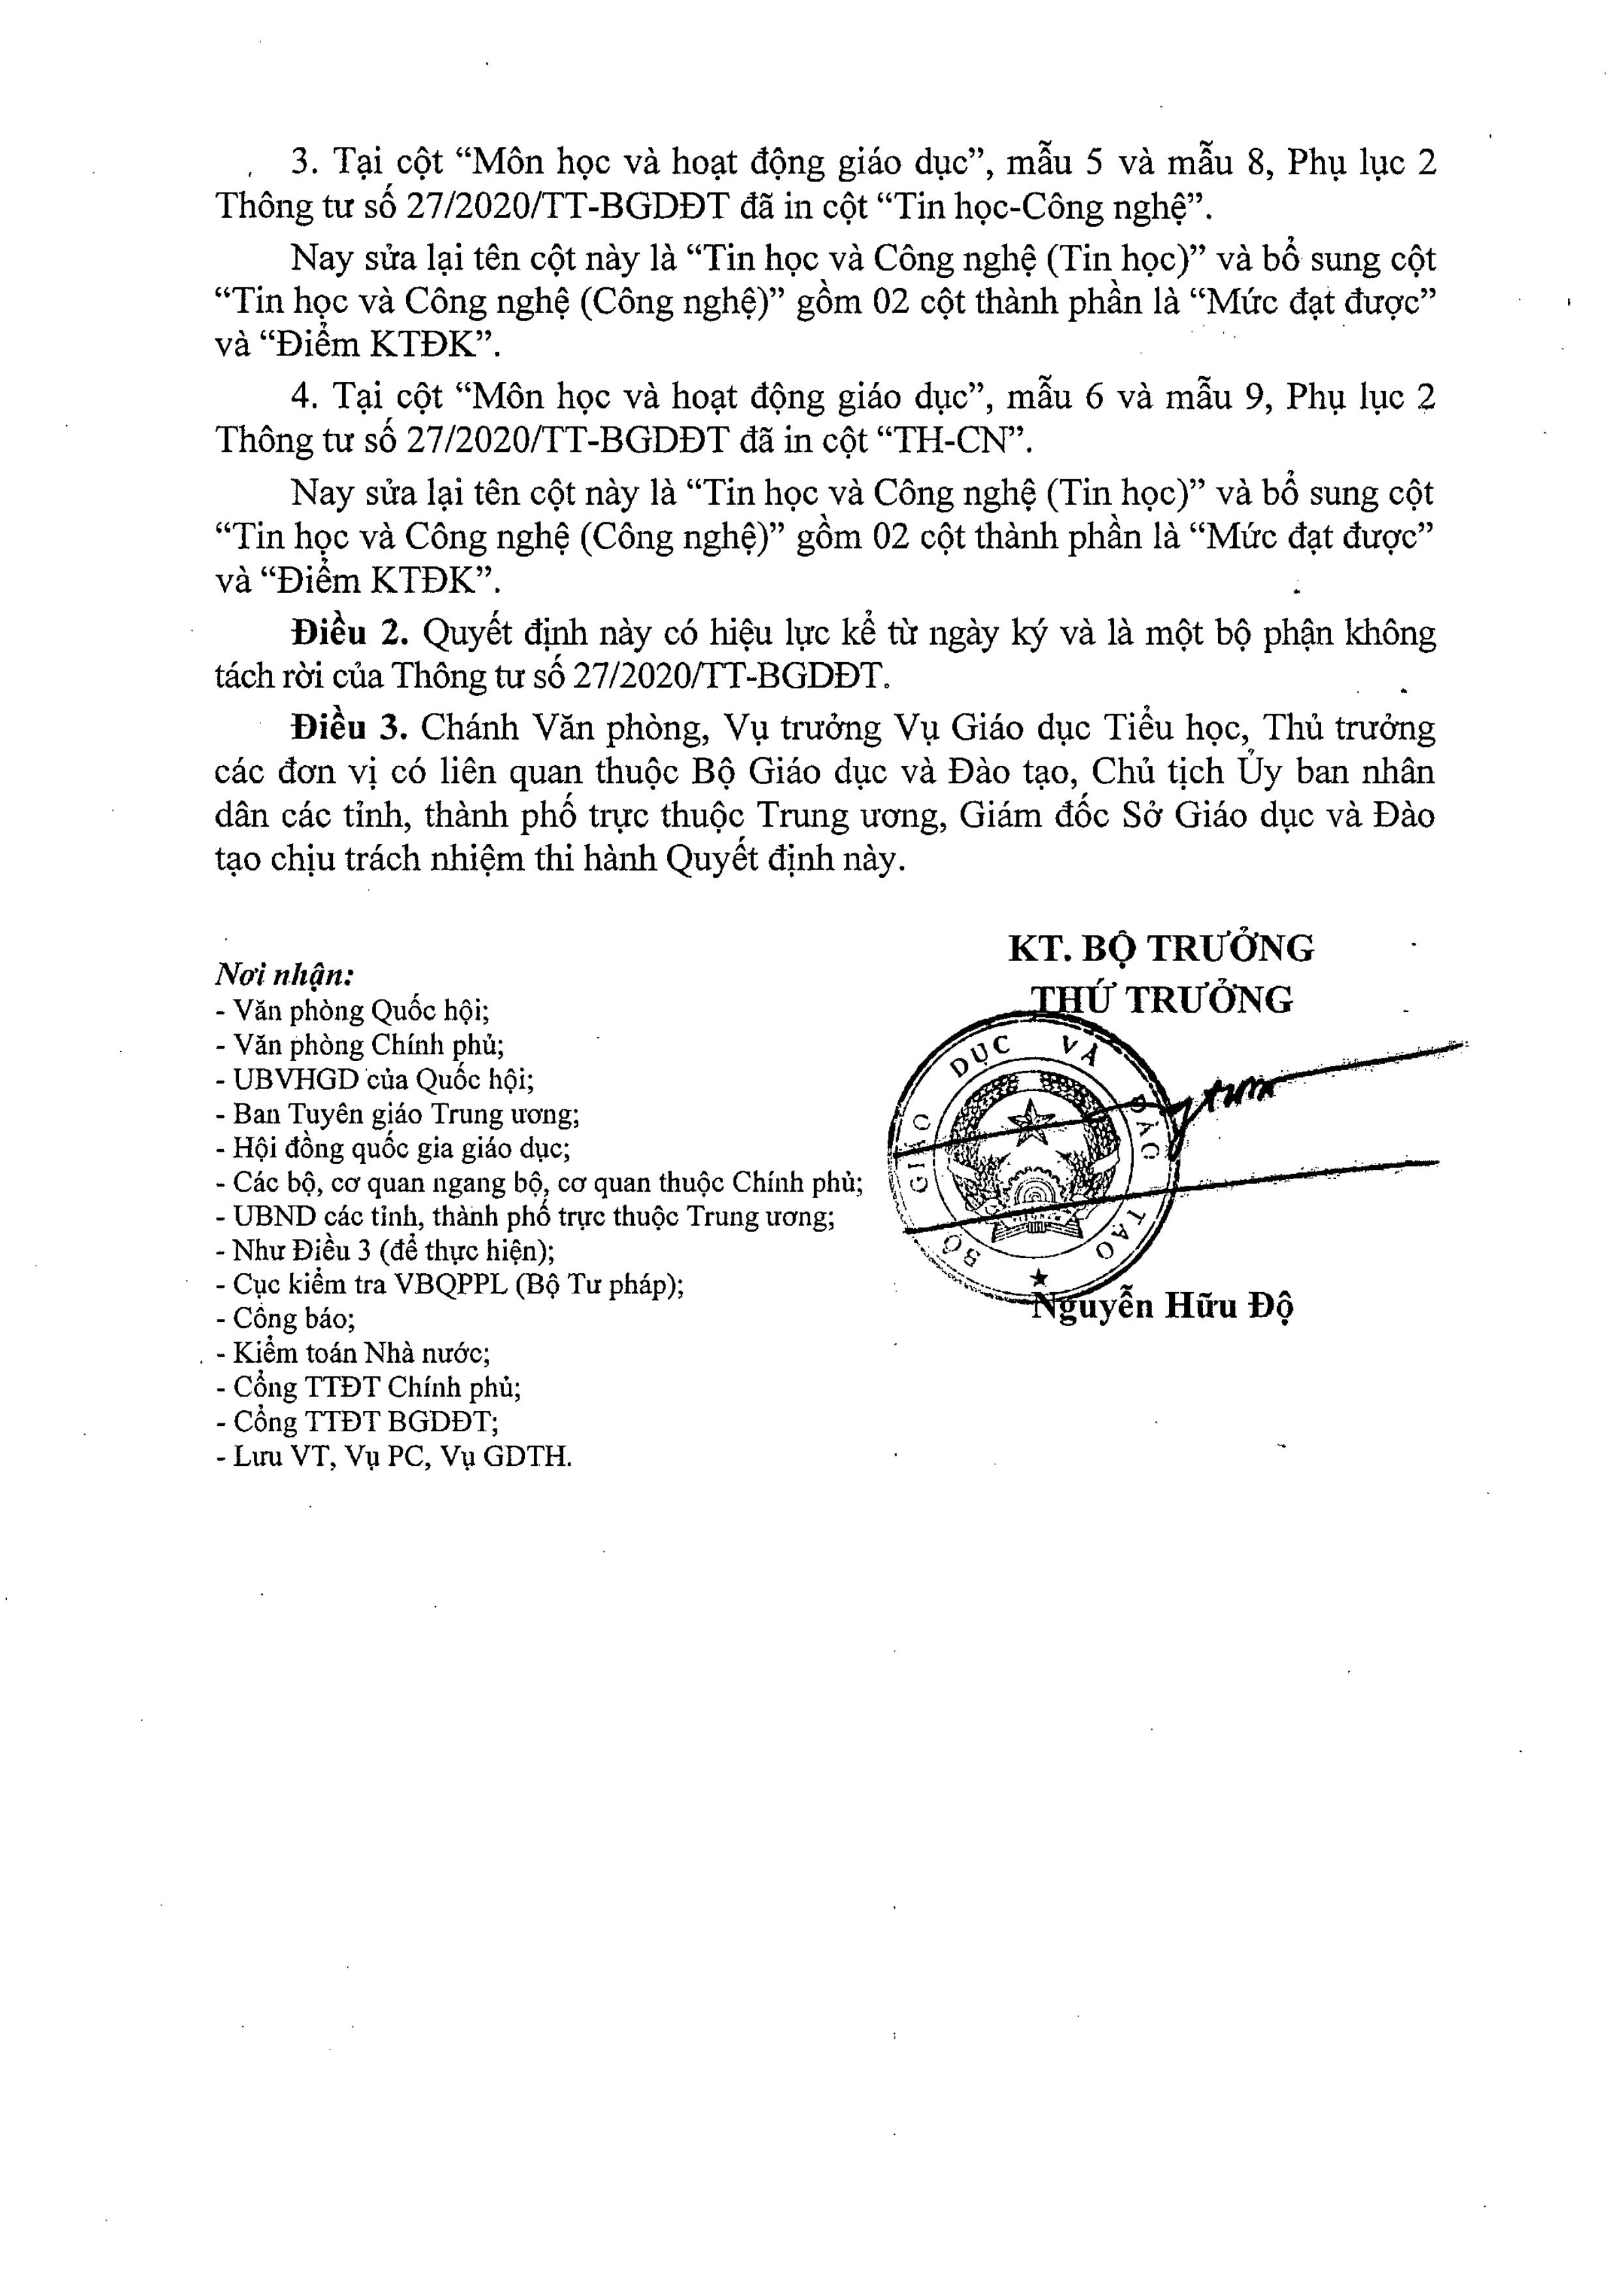 3. Tại cột “Môn học và hoạt động giáo dục”, mẫu 5 và mẫu 8, Phụ lục 2
Thông tư số 27/2020/TT-BGDĐT đã in cột “Tin học-Công nghệ”.
Nay sửa lại tên cột này là “Tin học và Công nghệ (Tin học)” và bổ sung cột
“Tin học và Công nghệ (Công nghệ)” gồm 02 cột thành phần là “Mức đạt được”
và “Điểm KTĐK”.
4. Tại cột “Môn học và hoạt động giáo dục”, mẫu 6 và mẫu 9, Phụ lục 2
Thông tư số 27/2020/TT-BGDĐT đã in cột “TH-CN”.
Nay sửa lại tên cột này là “Tin học và Công nghệ (Tin học)” và bổ sung cột
“Tin học và Công nghệ (Công nghệ)” gồm 02 cột thành phần là “Mức đạt được”
và “Điểm KTĐK”.
Điều 2. Quyết định này có hiệu lực kể từ ngày ký và là một bộ phận không
tách rời của Thông tư số 27/2020/TT-BGDĐT.
Điều 3. Chánh Văn phòng, Vụ trưởng Vụ Giáo dục Tiểu học, Thủ trưởng
các đơn vị có liên quan thuộc Bộ Giáo dục và Đào tạo, Chủ tịch Ủy ban nhân
dân các tỉnh, thành phố trực thuộc Trung ương, Giám đốc Sở Giáo dục và Đào
tạo chịu trách nhiệm thi hành Quyết định này.
Nơi nhận:
- Văn phòng Quốc hội;
- Văn phòng Chính phủ;
- UBVHGD của Quốc hội;
- Ban Tuyên giáo Trung ương;
- Hội đồng quốc gia giáo dục;
- Các bộ, cơ quan ngang bộ, cơ quan thuộc Chính phủ;
- UBND các tỉnh, thành phố trực thuộc Trung ương;
- Như Điều 3 (để thực hiện);
- Cục kiểm tra VBQPPL (Bộ Tư pháp);
- Công báo;
- Kiểm toán Nhà nước;
- Cổng TTĐT Chính phủ;
- Cổng TTĐT BGDĐT;
- Lưu VT, Vụ PC, Vụ GDTH.
KT. BỘ TRƯỞNG
THỨ TRƯỞNG
BỘ GIÁO DỤC VÀ ĐÀO TẠO
Nguyễn Hữu Độ